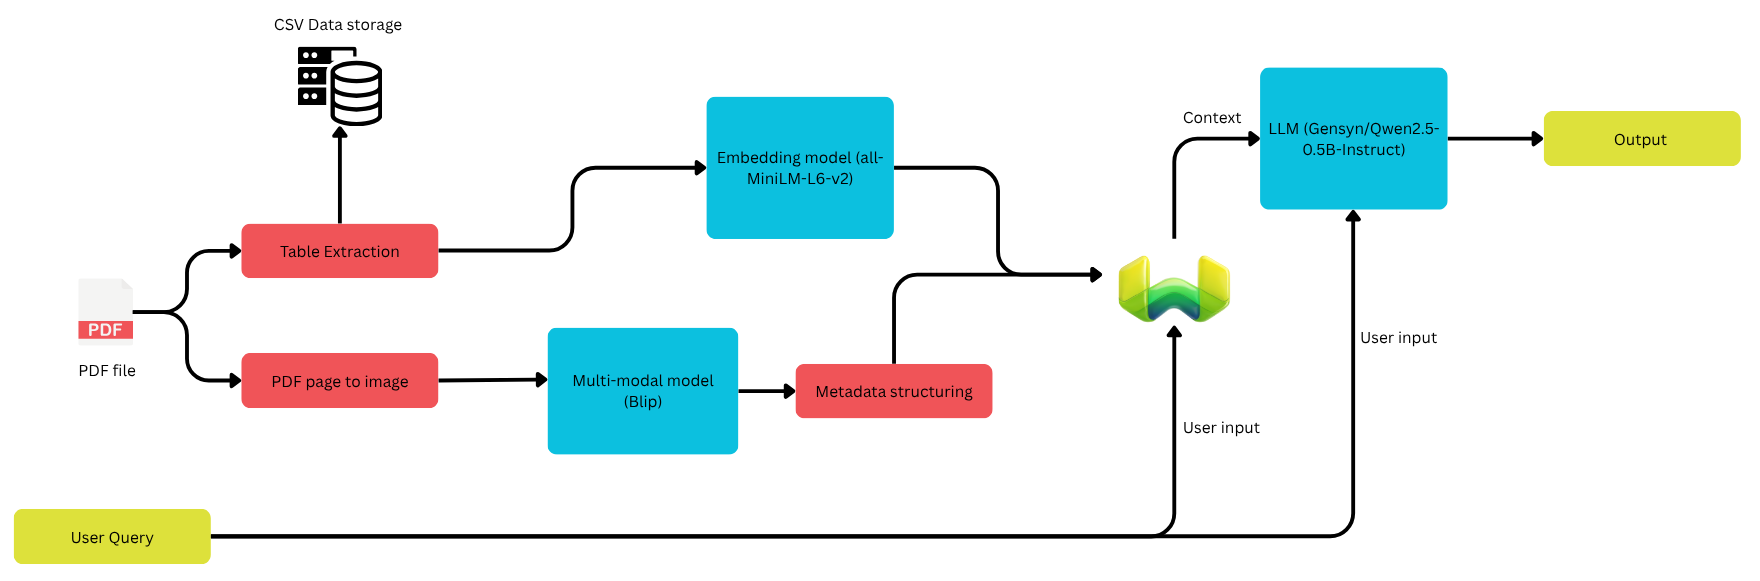 CSV Data storage
Embedding model (all-
MiniLM-L6-v2)
Context
LLM (Gensyn/Qwen2.5-
0.5B-Instruct)
Output
Table Extraction
PDF
PDF file
PDF page to image
Multi-modal model
(Blip)
Metadata structuring
User input
User input
User Query